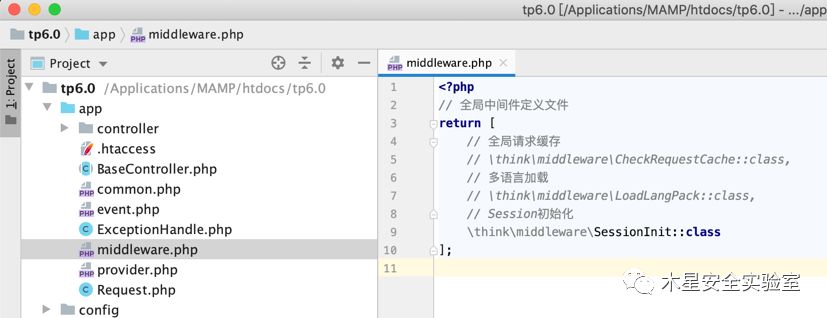 tp6.0 [/Applications/MAMP/htdocs/tp6.0] - .../app
tp6.0 app middleware.php
1: Project
Project
tp6.0 /Applications/MAMP/htdocs/tp6.0
app
controller
.htaccess
BaseController.php
common.php
event.php
ExceptionHandle.php
middleware.php
provider.php
Request.php
config
middleware.php
1 <?php
2 // 全局中间件定义文件
3 return [
4 // 全局请求缓存
5 // \think\middleware\CheckRequestCache::class,
6 // 多语言加载
7 // \think\middleware\LoadLangPack::class,
8 // Session初始化
9 \think\middleware\SessionInit::class
10 ];
11
木星安全实验室